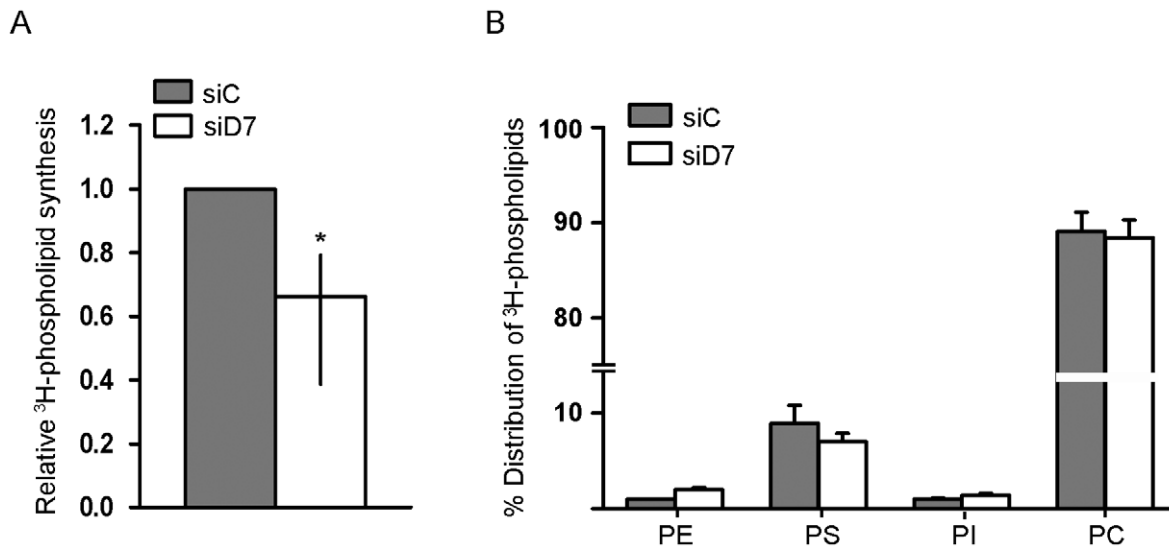 A
siC
siD7
Relative ³H-phospholipid synthesis
1.2
1.0
0.8
0.6
0.4
0.2
0.0
*
B
siC
siD7
% Distribution of ³H-phospholipids
100
90
80
10
PE PS PI PC